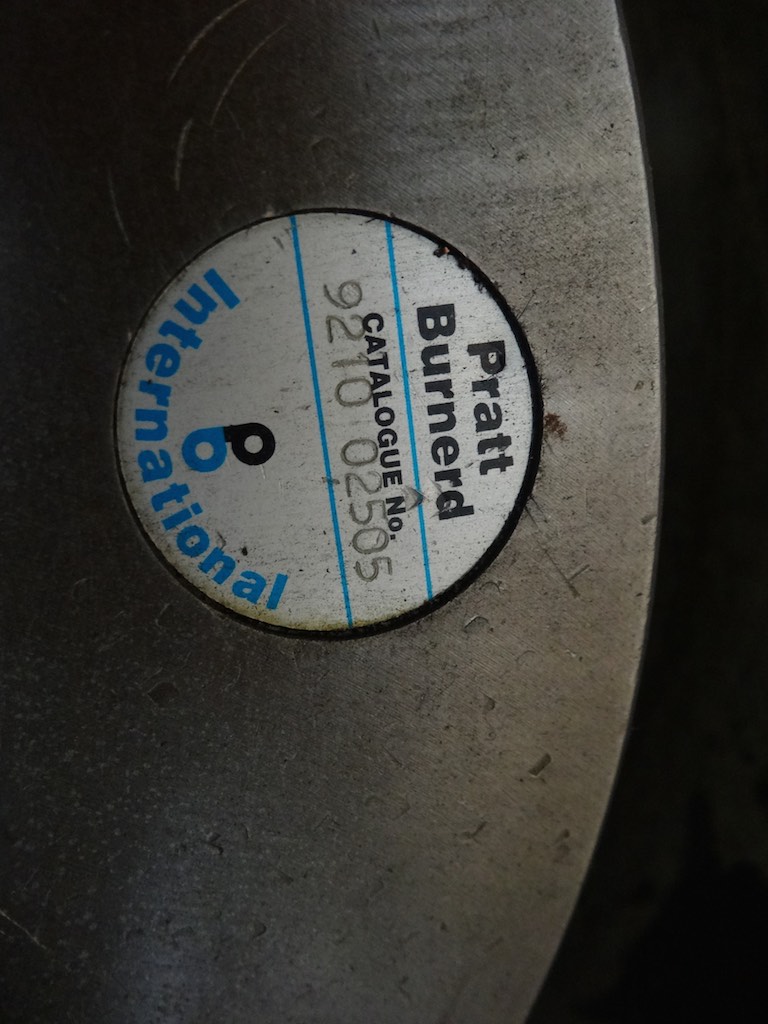 Pratt
Burnerd
CATALOGUE No.
9210 02505
International